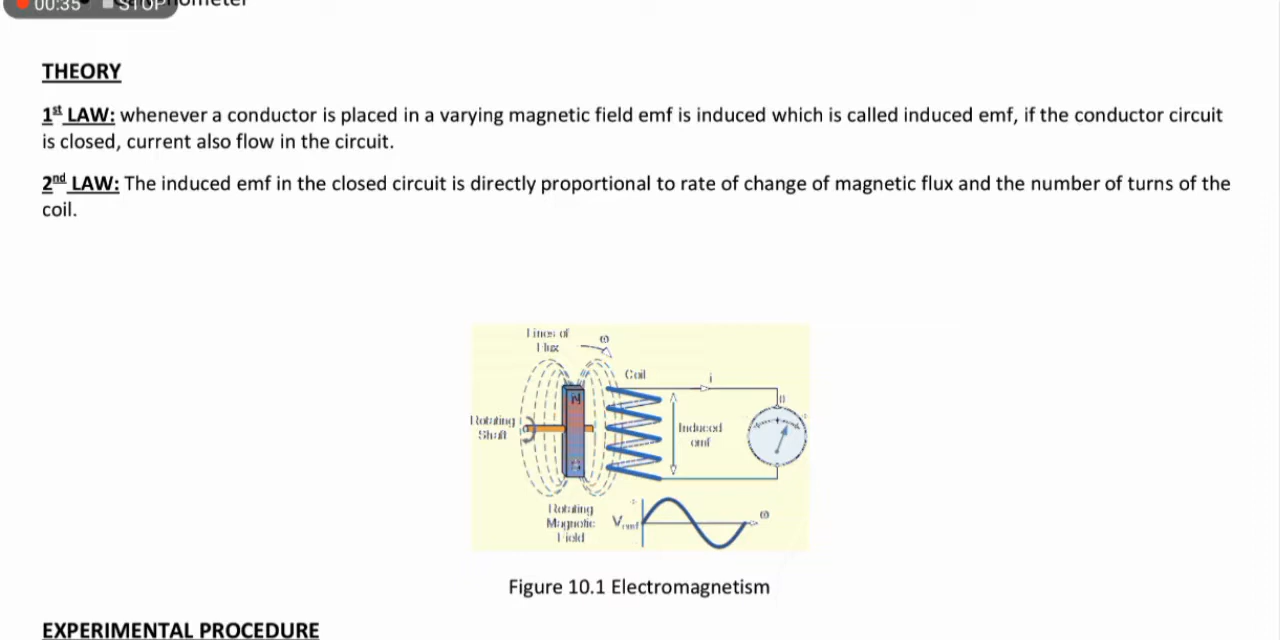 00:35 STOP
THEORY
1st LAW: whenever a conductor is placed in a varying magnetic field emf is induced which is called induced emf, if the conductor circuit
is closed, current also flow in the circuit.
2nd LAW: The induced emf in the closed circuit is directly proportional to rate of change of magnetic flux and the number of turns of the
coil.
Lines of
Flux
ω
Coil
i
N
Rotating
Shaft
Induced
emf
0
S
Rotating
Magnetic
Field
Vemf
ω
Figure 10.1 Electromagnetism
EXPERIMENTAL PROCEDURE